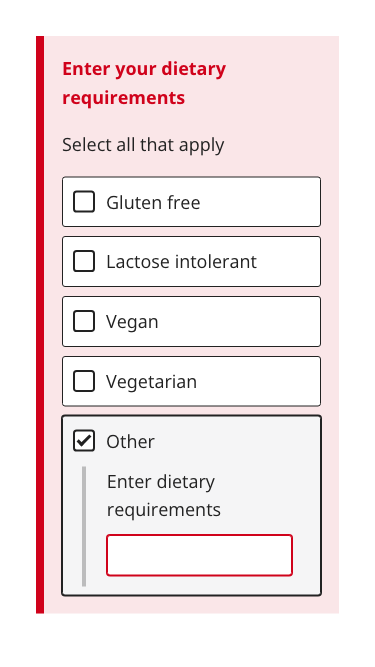 Enter your dietary
requirements
Select all that apply
Gluten free
Lactose intolerant
Vegan
Vegetarian
Other
Enter dietary
requirements